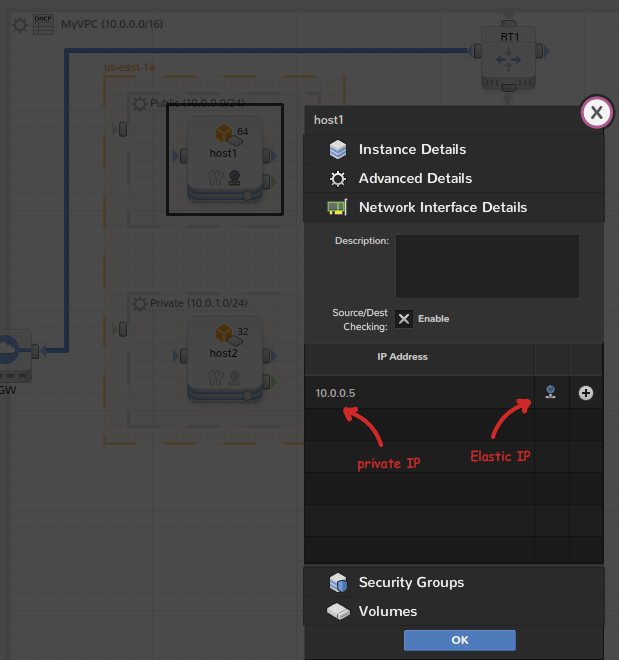 DHCP
MyVPC (10.0.0.0/16)
RT1
us-east-1a
Public (10.0.0.0/24)
64
host1
Private (10.0.1.0/24)
32
host2
GW
host1
X
Instance Details
Advanced Details
Network Interface Details
Description:
Source/Dest
Checking:
Enable
IP Address
10.0.0.5
private IP
Elastic IP
Security Groups
Volumes
OK